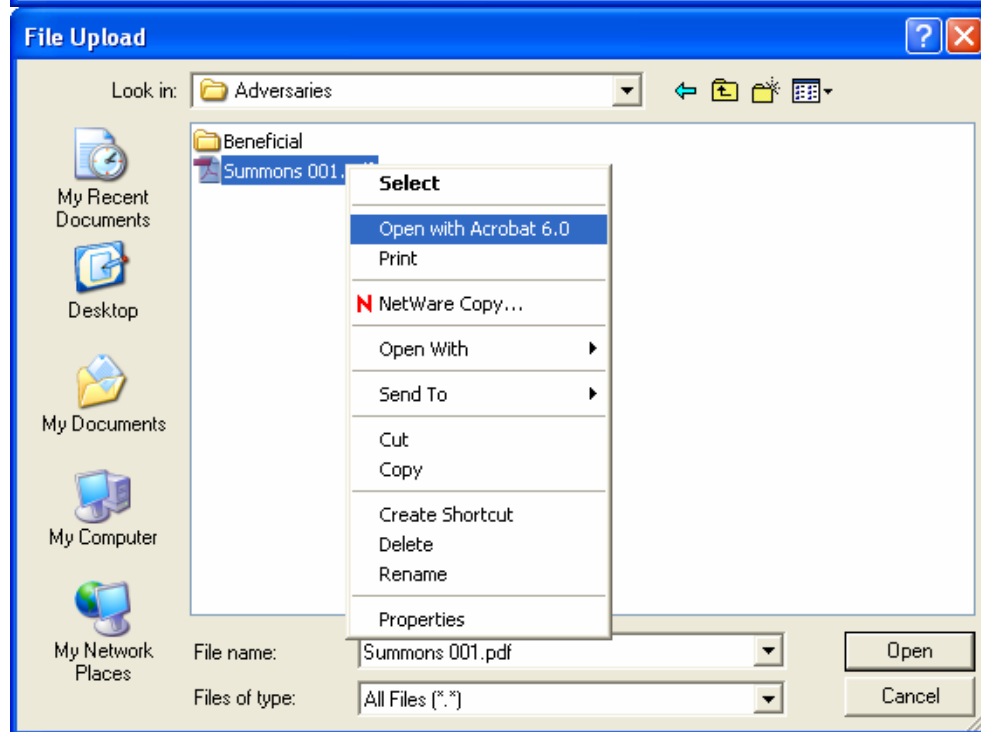 File Upload
Look in: Adversaries
Beneficial
Summons 001.
My Recent
Documents
Desktop
My Documents
My Computer
My Network
Places
Select
Open with Acrobat 6.0
Print
N NetWare Copy...
Open With
Send To
Cut
Copy
Create Shortcut
Delete
Rename
Properties
File name: Summons 001.pdf Open
Files of type: All Files (*.*) Cancel